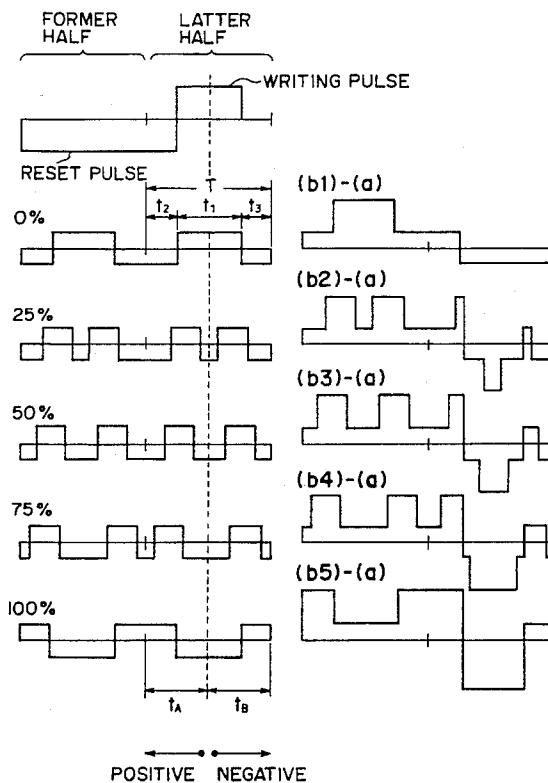 FORMER HALF
LATTER HALF
WRITING PULSE
RESET PULSE
T
t₂ t₁ t₃
0%
(b1)-(a)
25%
(b2)-(a)
50%
(b3)-(a)
75%
(b4)-(a)
100%
(b5)-(a)
tA tB
POSITIVE NEGATIVE